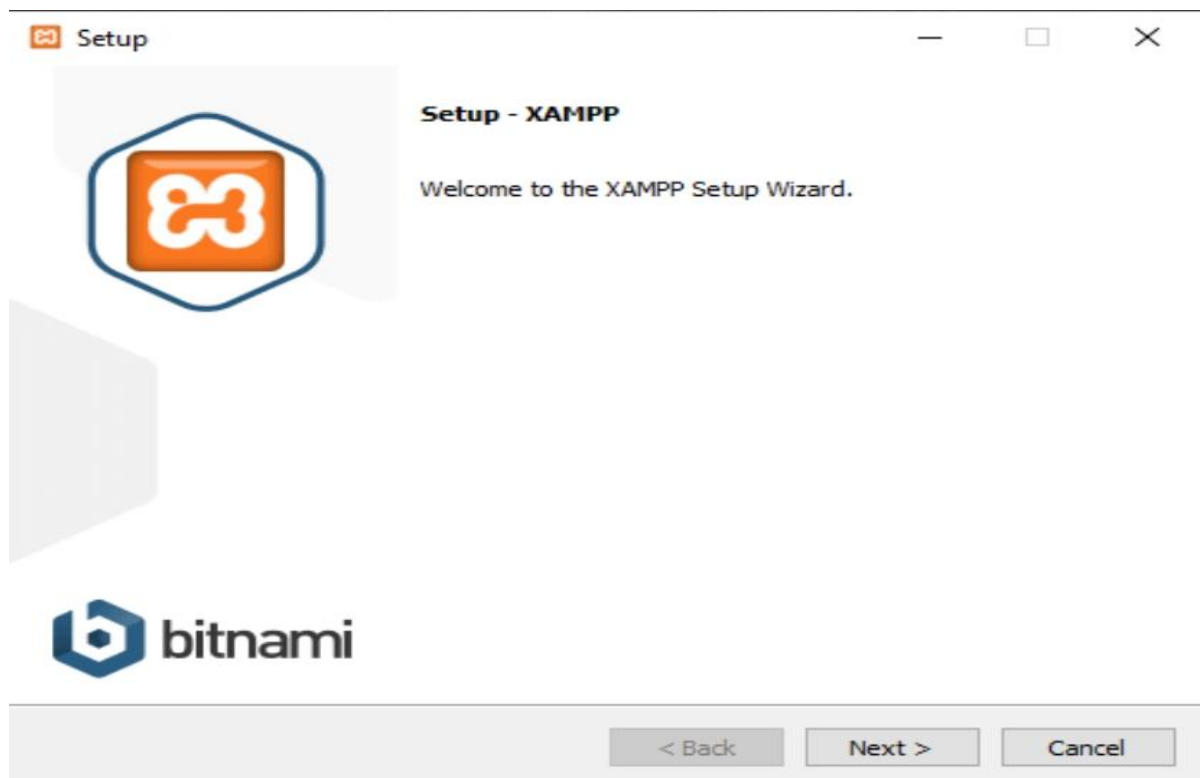 Setup
Setup - XAMPP
Welcome to the XAMPP Setup Wizard.
bitnami
< Back Next > Cancel